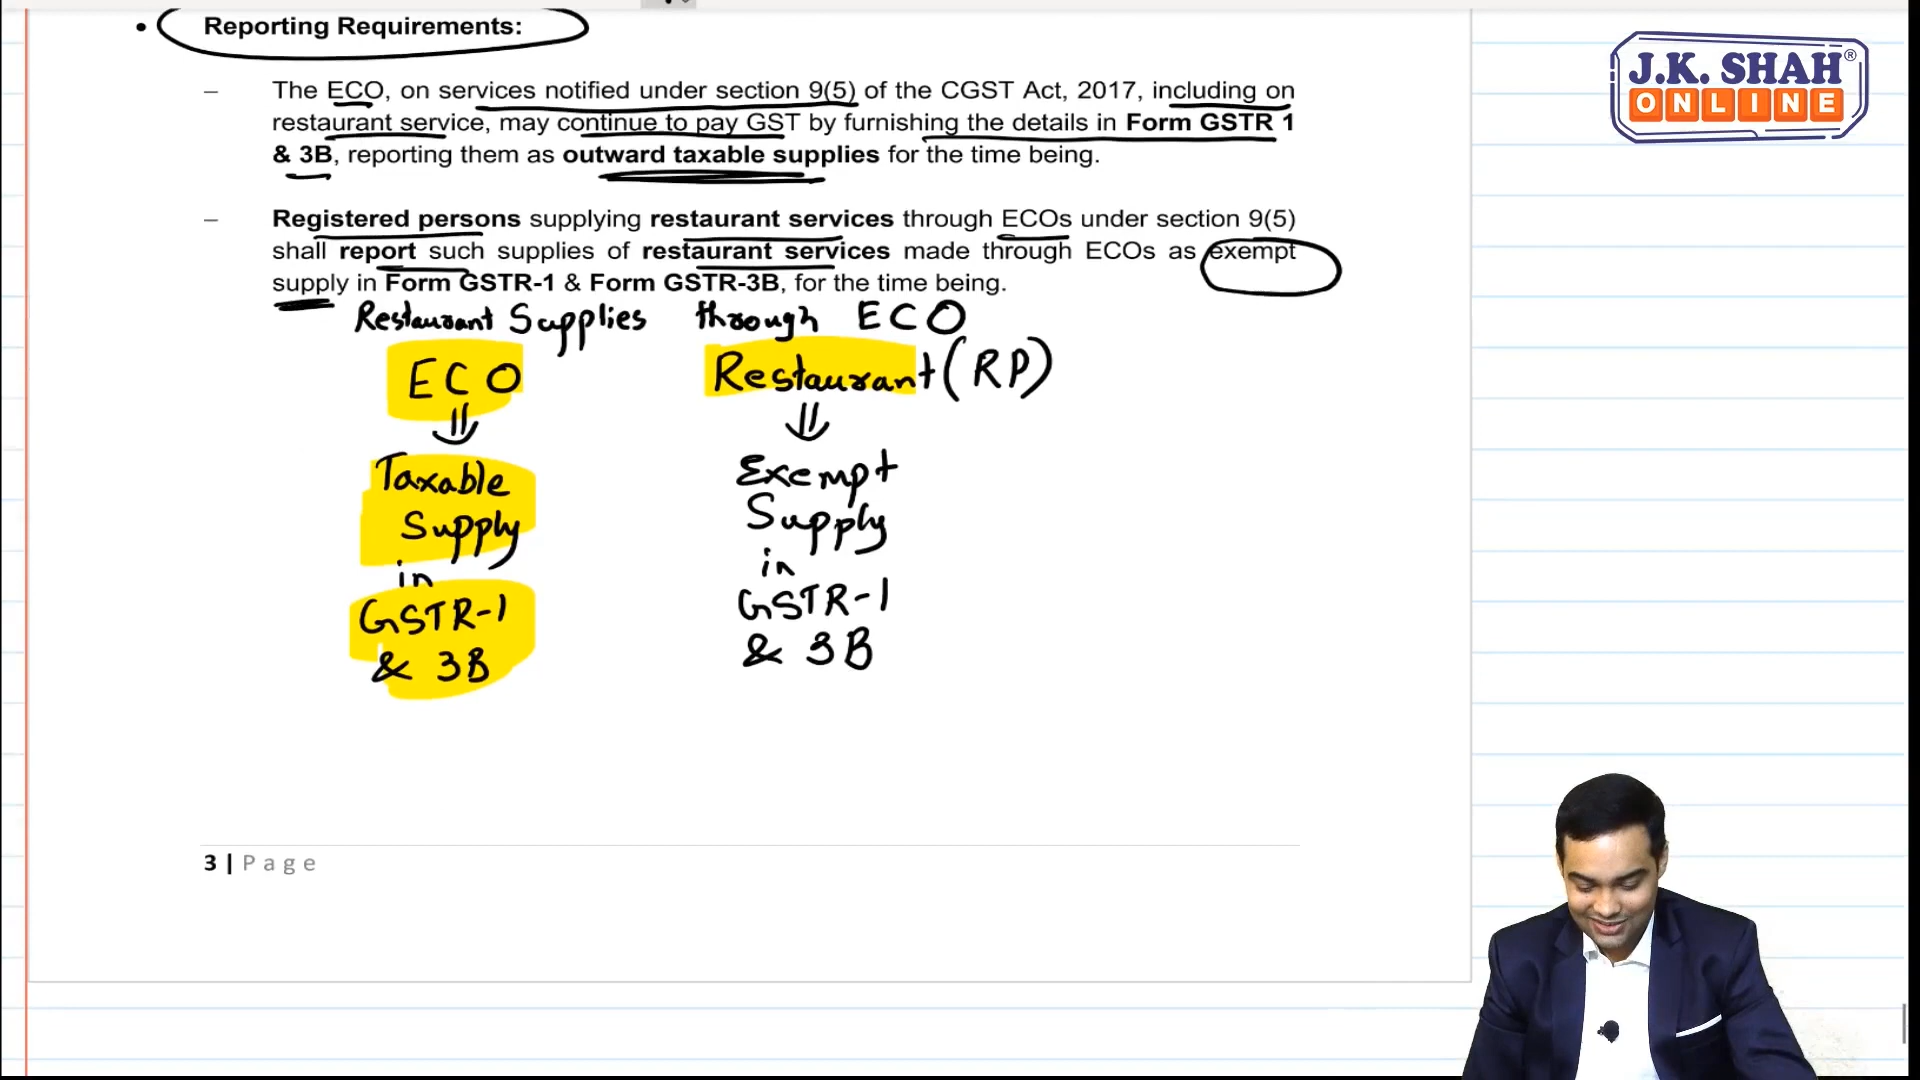 • Reporting Requirements:
J.K. SHAH®
ONLINE
– The ECO, on services notified under section 9(5) of the CGST Act, 2017, including on
restaurant service, may continue to pay GST by furnishing the details in Form GSTR 1
& 3B, reporting them as outward taxable supplies for the time being.
– Registered persons supplying restaurant services through ECOs under section 9(5)
shall report such supplies of restaurant services made through ECOs as exempt
supply in Form GSTR-1 & Form GSTR-3B, for the time being.
Restaurant Supplies through ECO
ECO
Taxable
Supply
in
GSTR-1
& 3B
Restaurant (RP)
Exempt
Supply
in
GSTR-1
& 3B
3 | Page